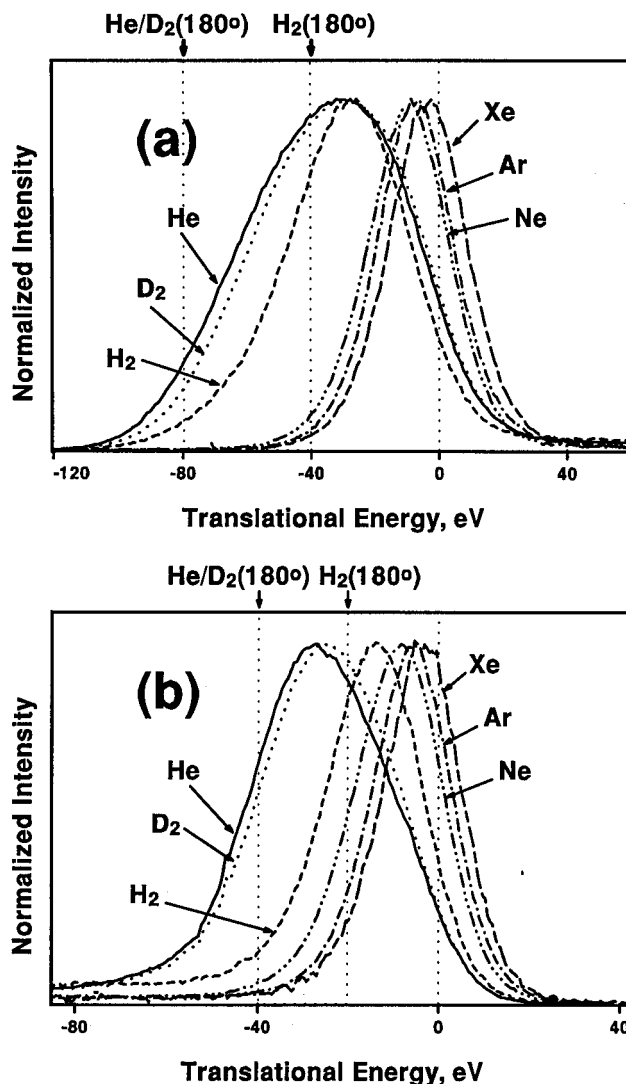 He/D₂(180º) H₂(180º)
(a)
Xe
Ar
Ne
He
D₂
H₂
Normalized Intensity
-120 -80 -40 0 40
Translational Energy, eV
He/D₂(180º) H₂(180º)
(b)
Xe
Ar
Ne
He
D₂
H₂
Normalized Intensity
-80 -40 0 40
Translational Energy, eV